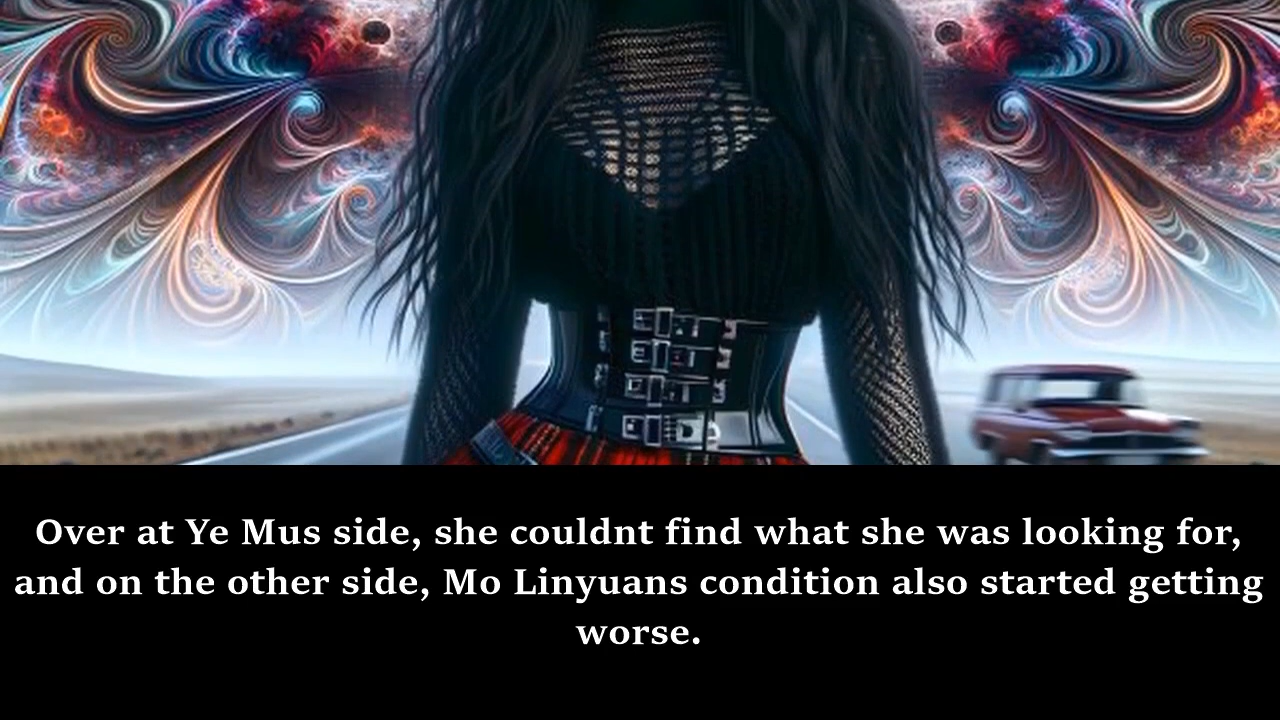 Over at Ye Mus side, she couldnt find what she was looking for,
and on the other side, Mo Linyuans condition also started getting
worse.